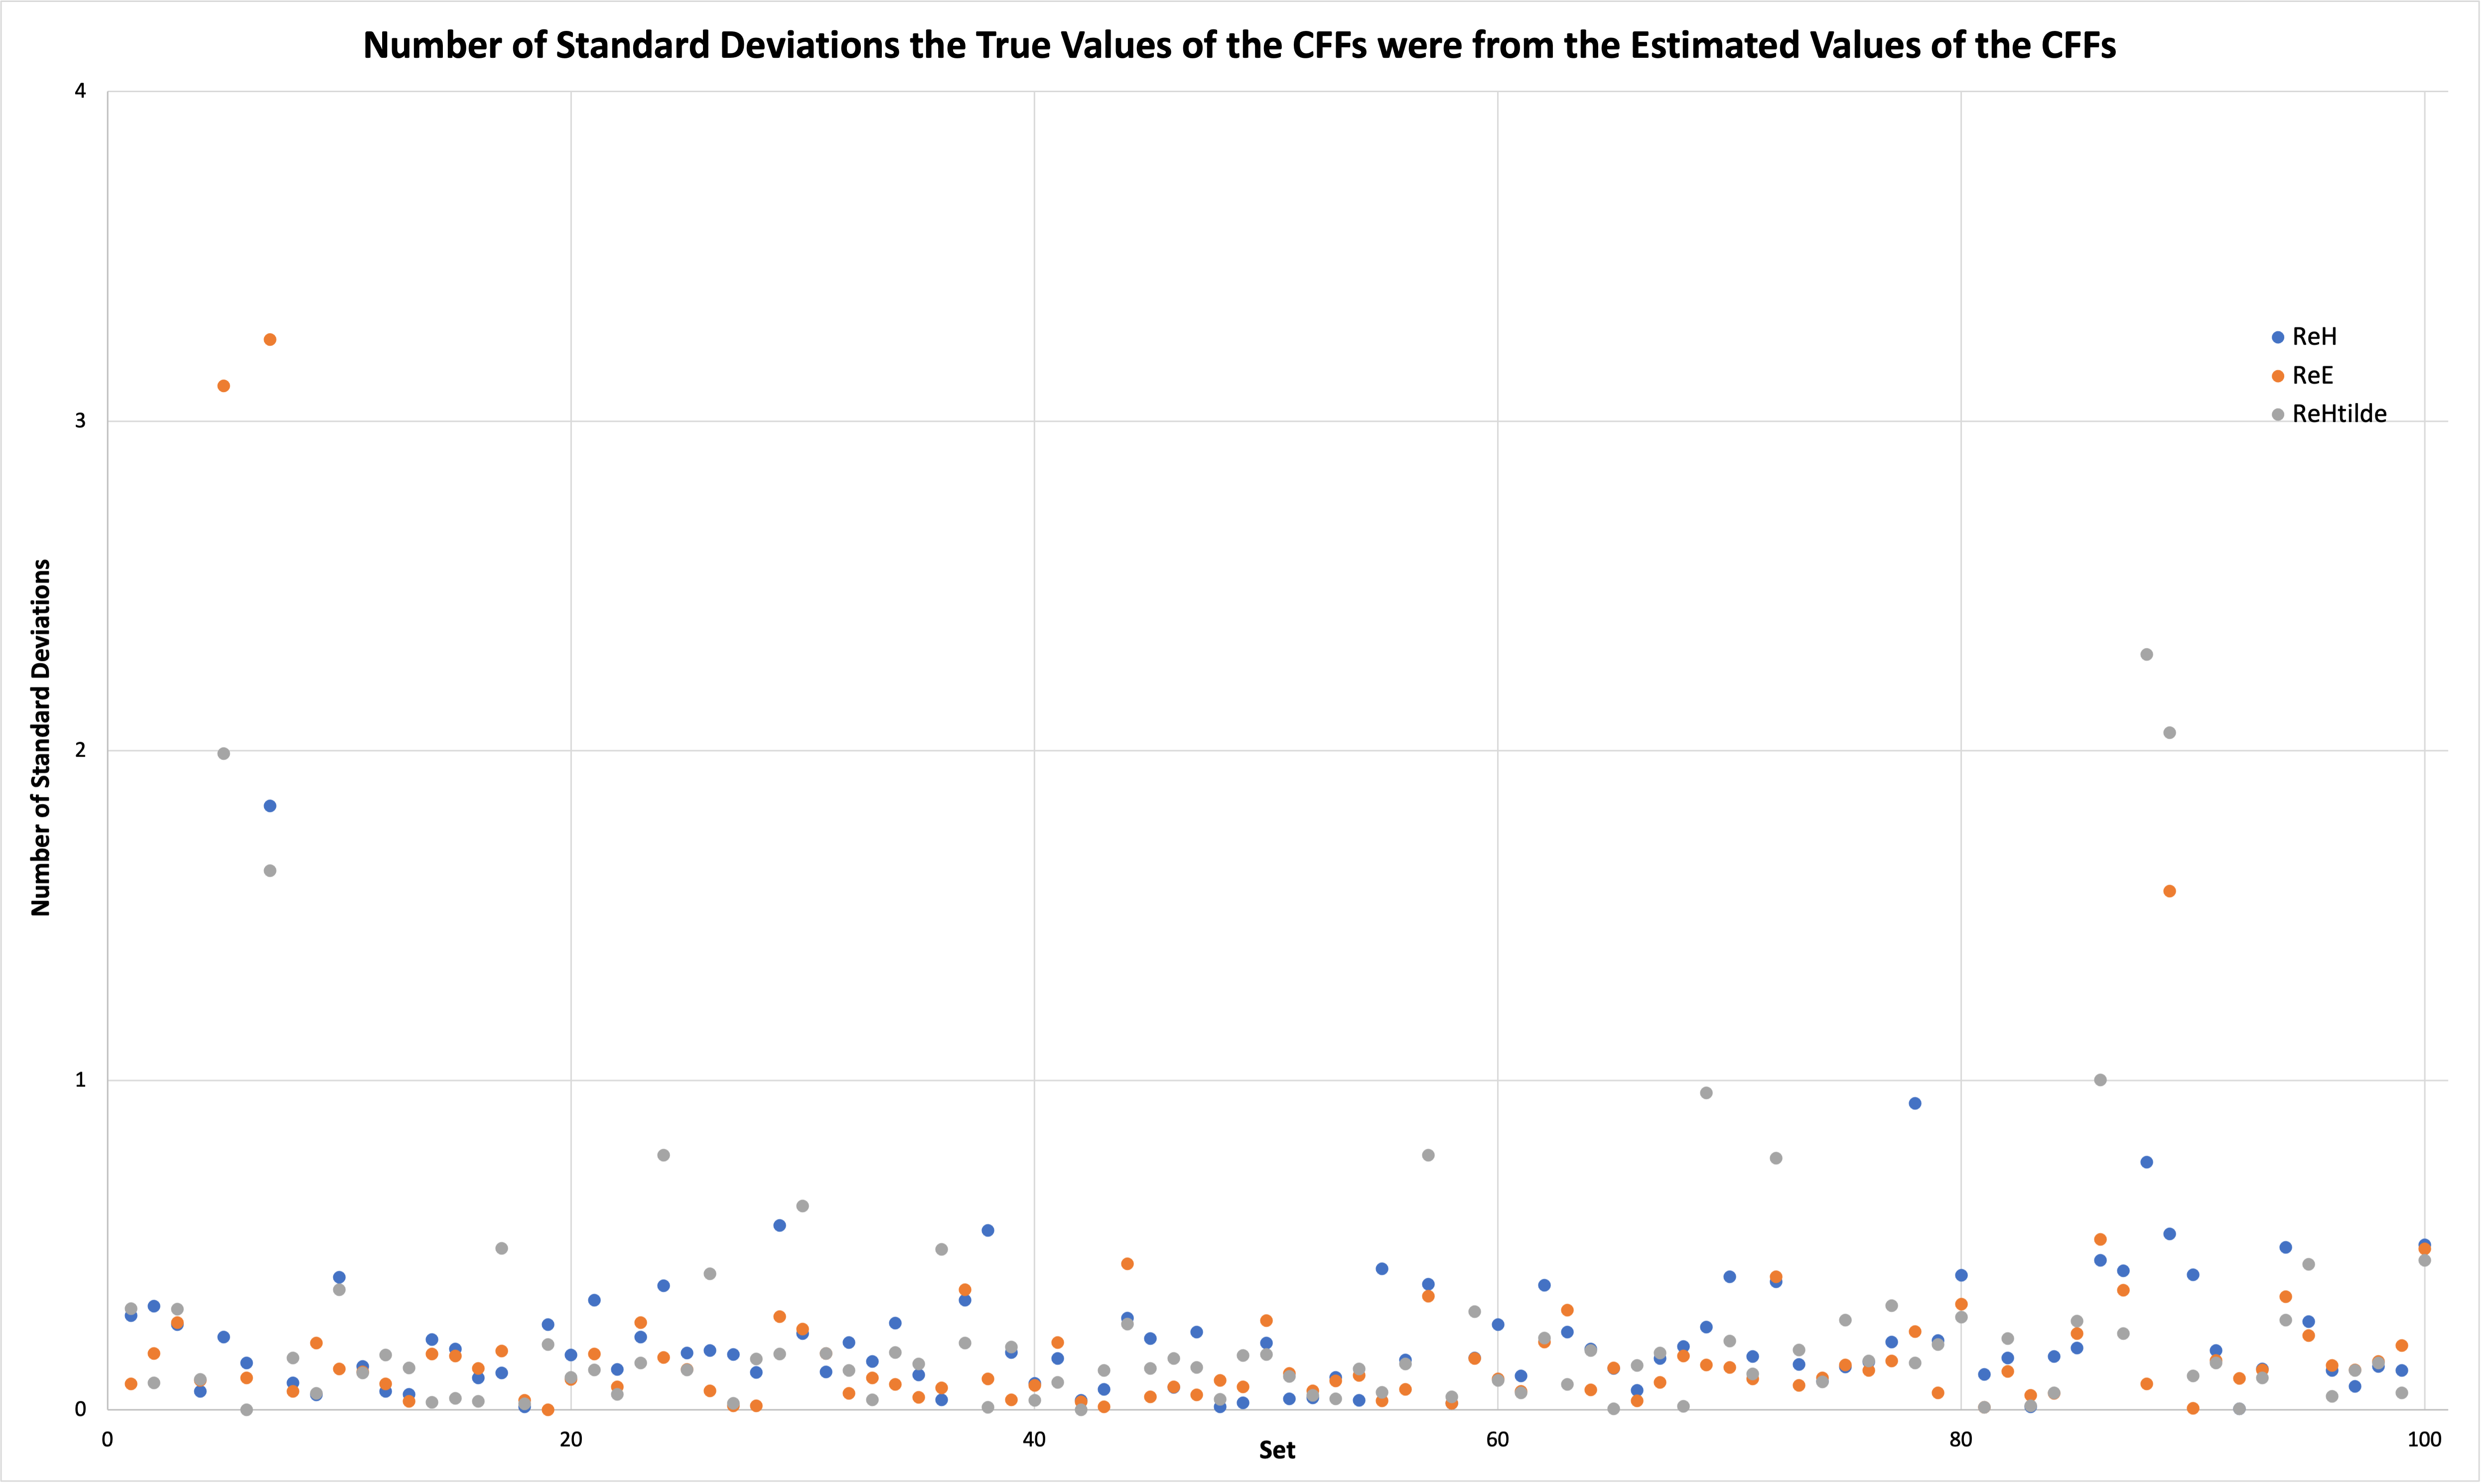 Number of Standard Deviations the True Values of the CFFs were from the Estimated Values of the CFFs
4
3
2
1
0
Number of Standard Deviations
ReH
ReE
ReHtilde
0 20 40 60 80 100
Set